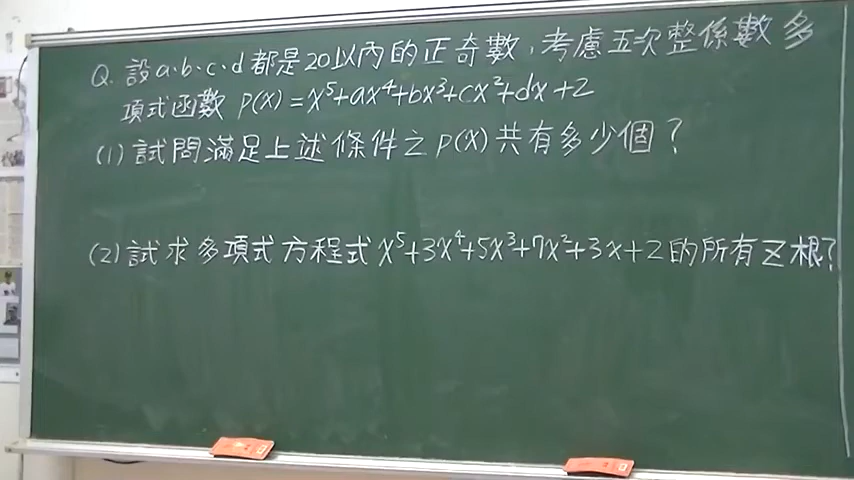 Q. 設a、b、c、d都是20以內的正奇數，考慮五次整係數多
項式函數 P(X)=X⁵+aX⁴+bX³+cX²+dX+2
(1) 試問滿足上述條件之P(X)共有多少個？
(2) 試求多項式方程式X⁵+3X⁴+5X³+7X²+3X+2的所有Z根？